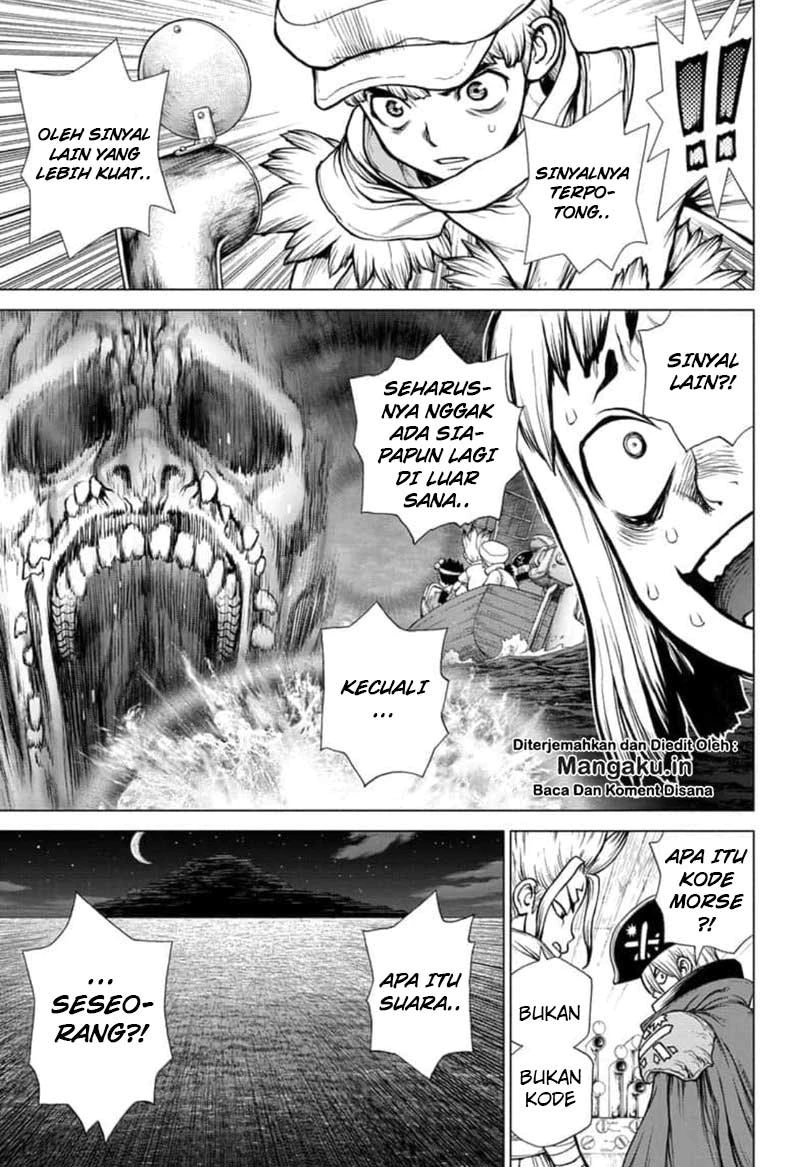 !!
SINYALNYA
TERPO-
TONG..
OLEH SINYAL
LAIN YANG
LEBIH KUAT..
SINYAL
LAIN?!
SEHARUS-
NYA NGGAK
ADA SIA-
PAPUN LAGI
DI LUAR
SANA..
KECUALI
...
Diterjemahkan dan Diedit Oleh :
Mangaku.in
Baca Dan Koment Disana
APA ITU
KODE
MORSE
?!
BUKAN
BUKAN
KODE
APA ITU
SUARA..
...
SESEO-
RANG?!